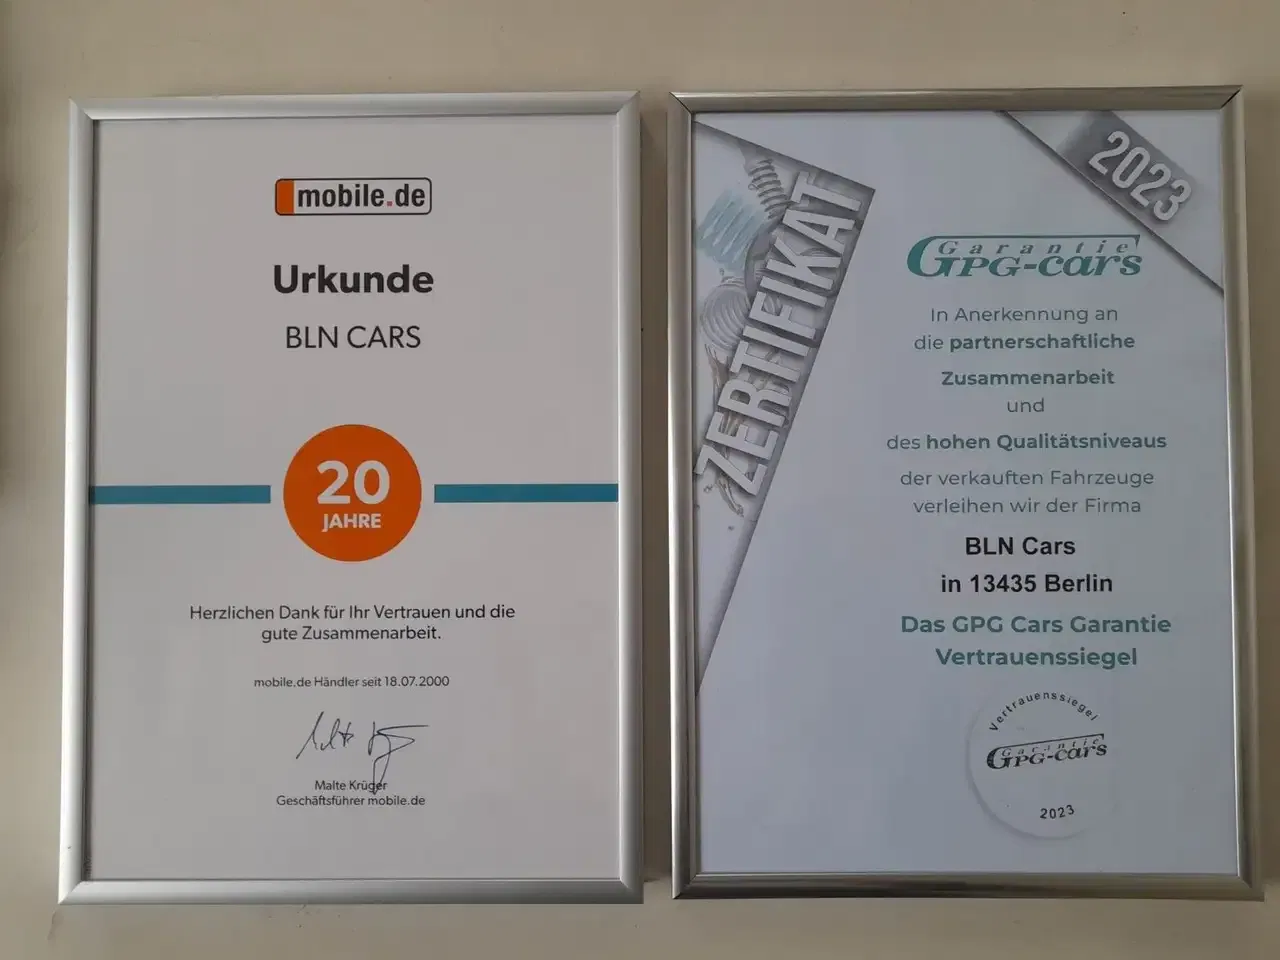 mobile.de
Urkunde
BLN CARS
20
JAHRE
Herzlichen Dank für Ihr Vertrauen und die
gute Zusammenarbeit.
mobile.de Händler seit 18.07.2000
Malte Krüger
Geschäftsführer mobile.de
ZERTIFIKAT
2023
Garantie
GPG-cars
In Anerkennung an
die partnerschaftliche
Zusammenarbeit
und
des hohen Qualitätsniveaus
der verkauften Fahrzeuge
verleihen wir der Firma
BLN Cars
in 13435 Berlin
Das GPG Cars Garantie
Vertrauenssiegel
Vertrauenssiegel
Garantie
GPG-cars
2023